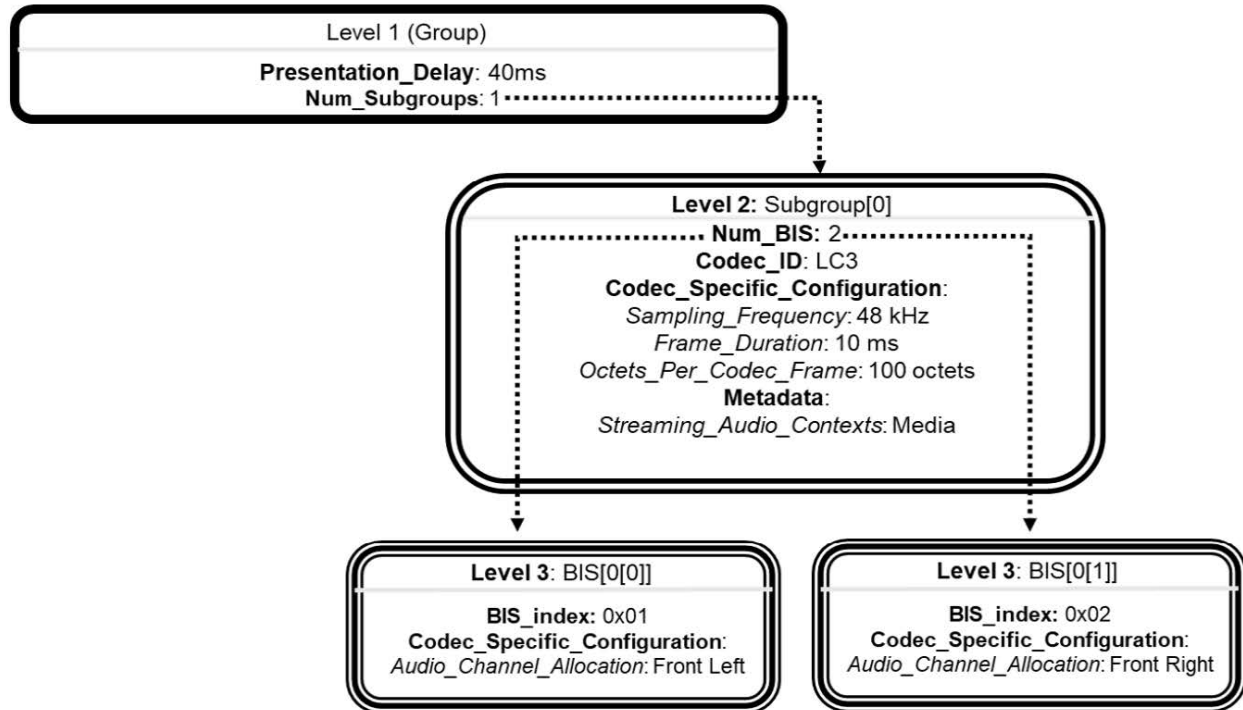 Level 1 (Group)
Presentation_Delay: 40ms
Num_Subgroups: 1
Level 2: Subgroup[0]
Num_BIS: 2
Codec_ID: LC3
Codec_Specific_Configuration:
Sampling_Frequency: 48 kHz
Frame_Duration: 10 ms
Octets_Per_Codec_Frame: 100 octets
Metadata:
Streaming_Audio_Contexts: Media
Level 3: BIS[0[0]]
BIS_index: 0x01
Codec_Specific_Configuration:
Audio_Channel_Allocation: Front Left
Level 3: BIS[0[1]]
BIS_index: 0x02
Codec_Specific_Configuration:
Audio_Channel_Allocation: Front Right